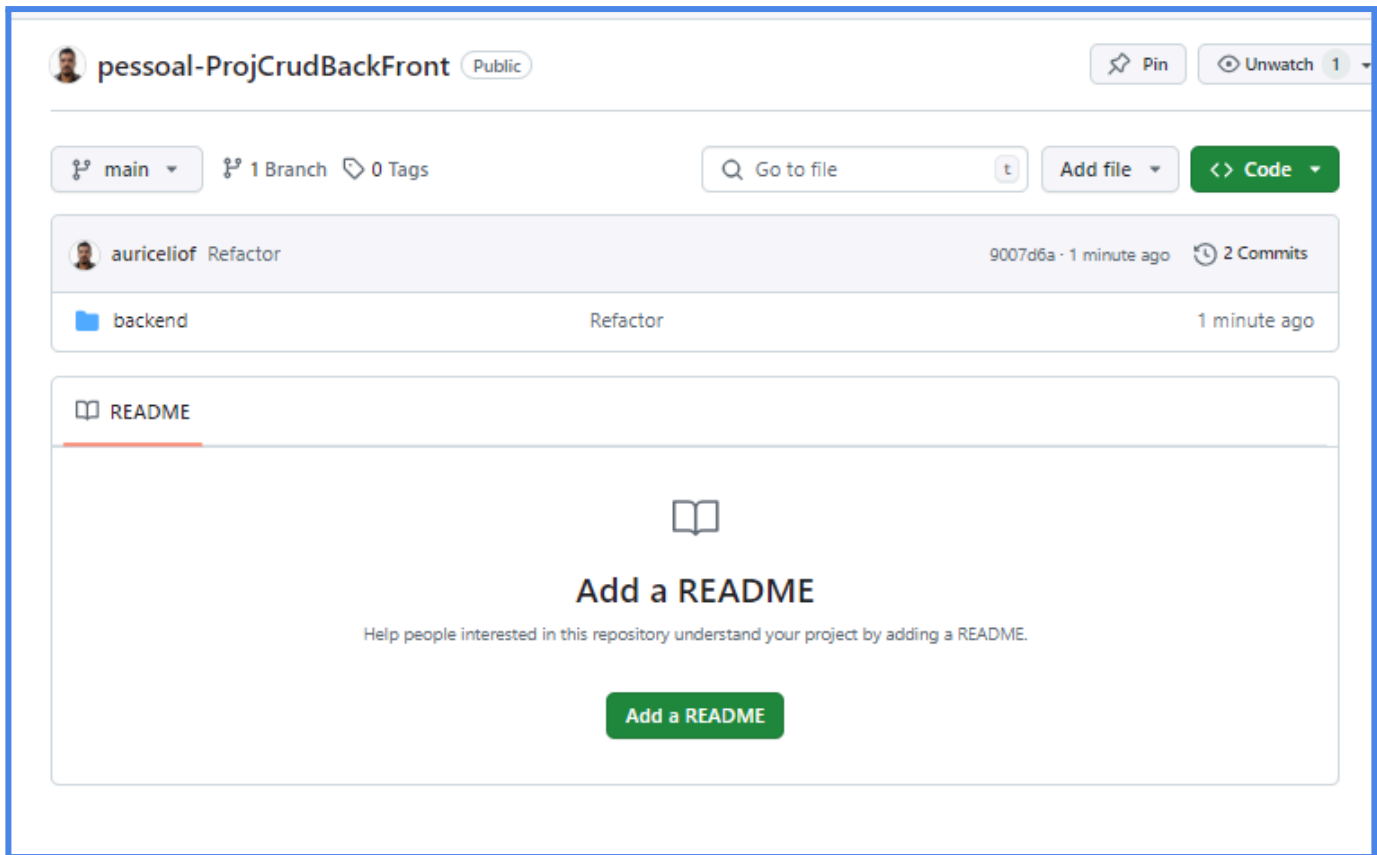 pessoal-ProjCrudBackFront Public Pin Unwatch 1
main 1 Branch 0 Tags Go to file t Add file Code
auriceliof Refactor 9007d6a · 1 minute ago 2 Commits
backend Refactor 1 minute ago
README
Add a README
Help people interested in this repository understand your project by adding a README.
Add a README